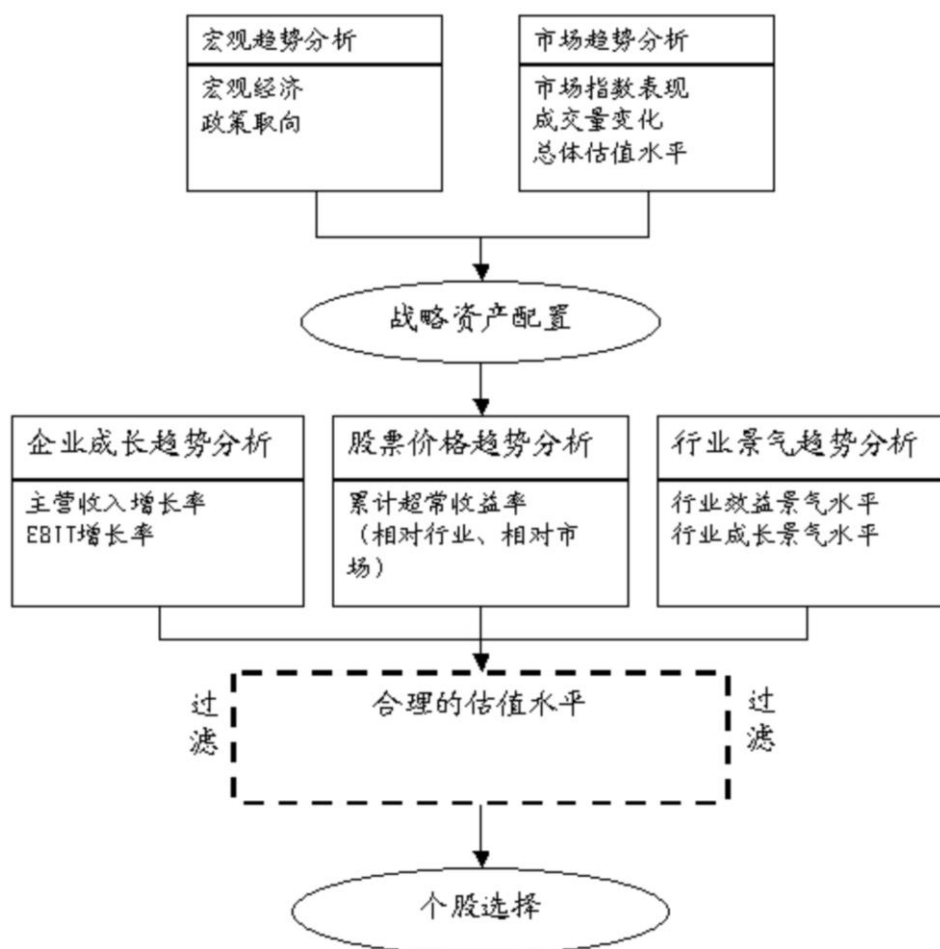 宏观趋势分析
宏观经济
政策取向
市场趋势分析
市场指数表现
成交量变化
总体估值水平
战略资产配置
企业成长趋势分析
主营收入增长率
EBIT增长率
股票价格趋势分析
累计超常收益率
（相对行业、相对市
场）
行业景气趋势分析
行业效益景气水平
行业成长景气水平
过滤
合理的估值水平
过滤
个股选择